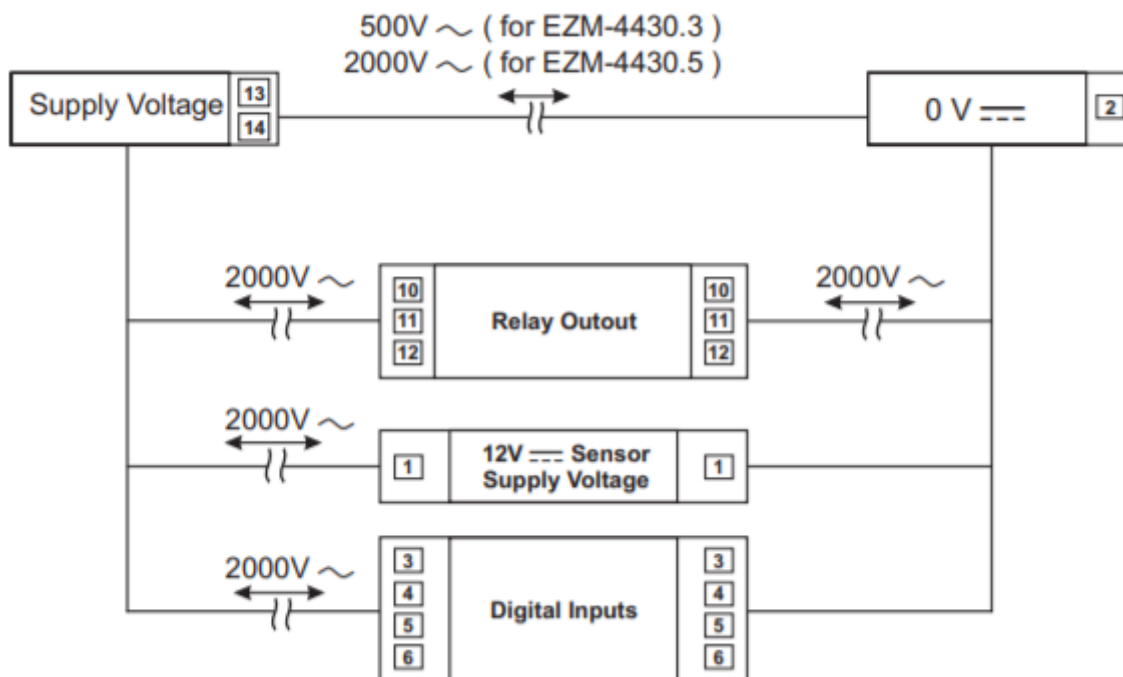 500V ～ ( for EZM-4430.3 )
2000V ～ ( for EZM-4430.5 )
Supply Voltage
13
14
0 V ⎓
2
2000V ～
10
11
12
Relay Outout
10
11
12
2000V ～
2000V ～
1
12V ⎓ Sensor
Supply Voltage
1
2000V ～
3
4
5
6
Digital Inputs
3
4
5
6